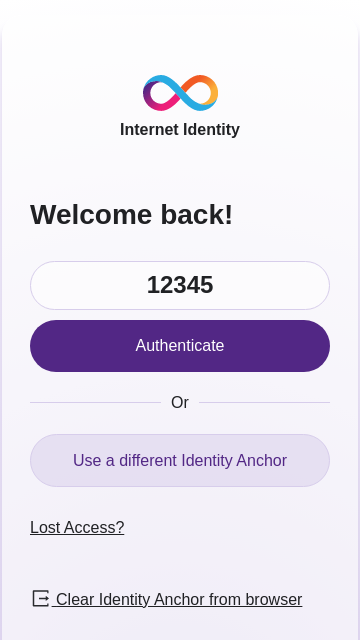 Internet Identity
Welcome back!
12345
Authenticate
Or
Use a different Identity Anchor
Lost Access?
Clear Identity Anchor from browser